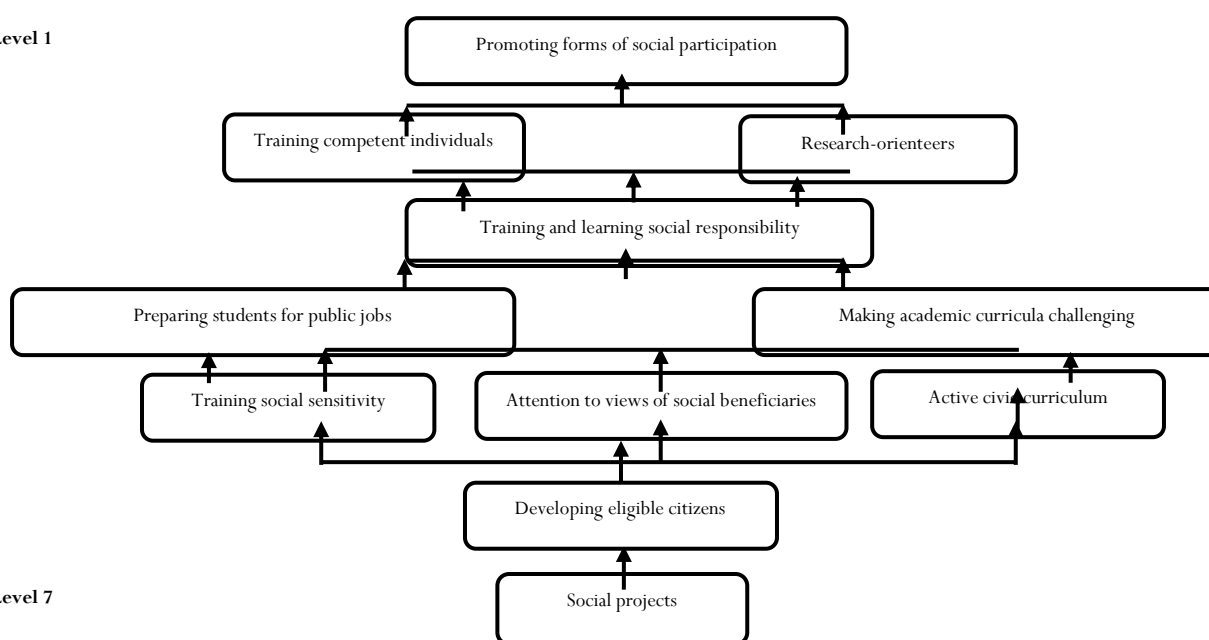 evel 1
Promoting forms of social participation
Training competent individuals
Research-orienteers
Training and learning social responsibility
Preparing students for public jobs
Making academic curricula challenging
Training social sensitivity
Attention to views of social beneficiaries
Active civic curriculum
Developing eligible citizens
evel 7
Social projects